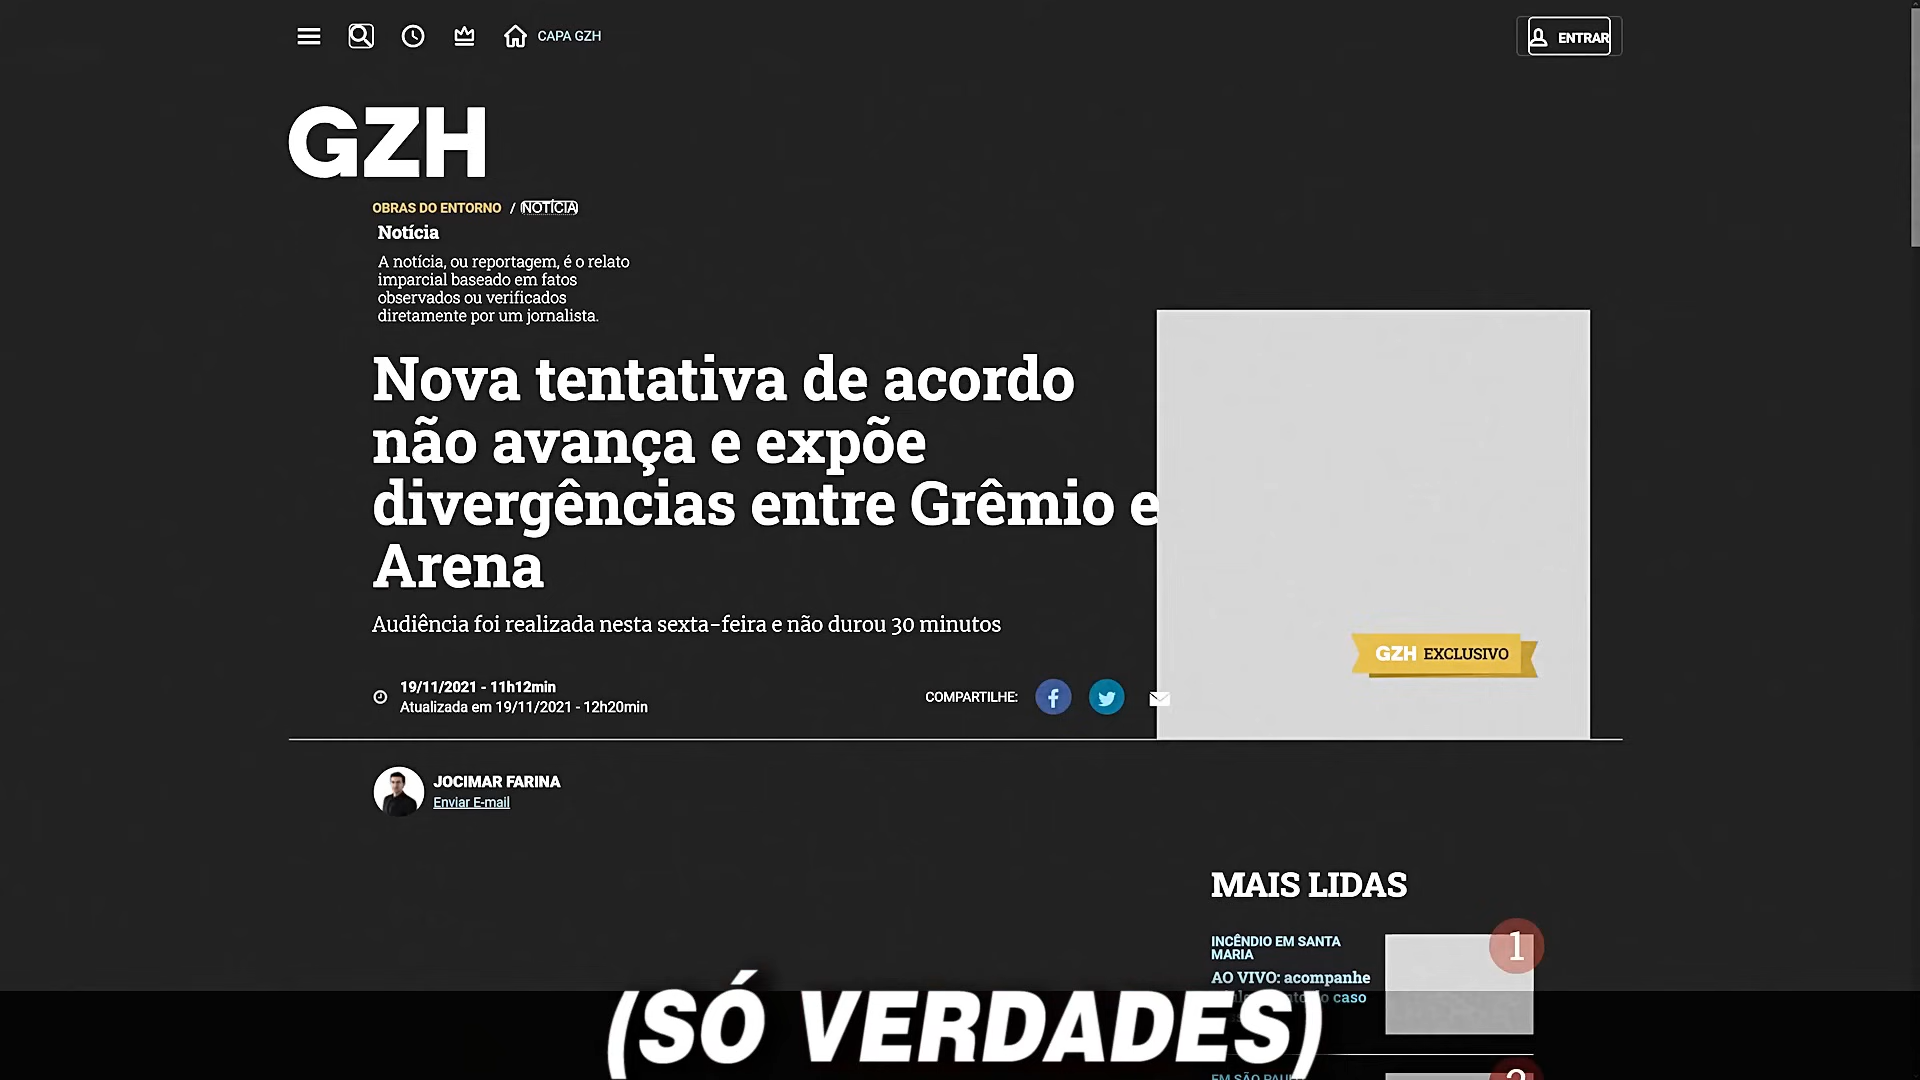 CAPA GZH
ENTRAR
GZH
OBRAS DO ENTORNO / NOTÍCIA
Notícia
A notícia, ou reportagem, é o relato
imparcial baseado em fatos
observados ou verificados
diretamente por um jornalista.
Nova tentativa de acordo
não avança e expõe
divergências entre Grêmio e
Arena
Audiência foi realizada nesta sexta-feira e não durou 30 minutos
GZH EXCLUSIVO
19/11/2021 - 11h12min
Atualizada em 19/11/2021 - 12h20min
COMPARTILHE:
JOCIMAR FARINA
Enviar E-mail
MAIS LIDAS
INCÊNDIO EM SANTA
MARIA
1
AO VIVO: acompanhe
caso
(SÓ VERDADES)